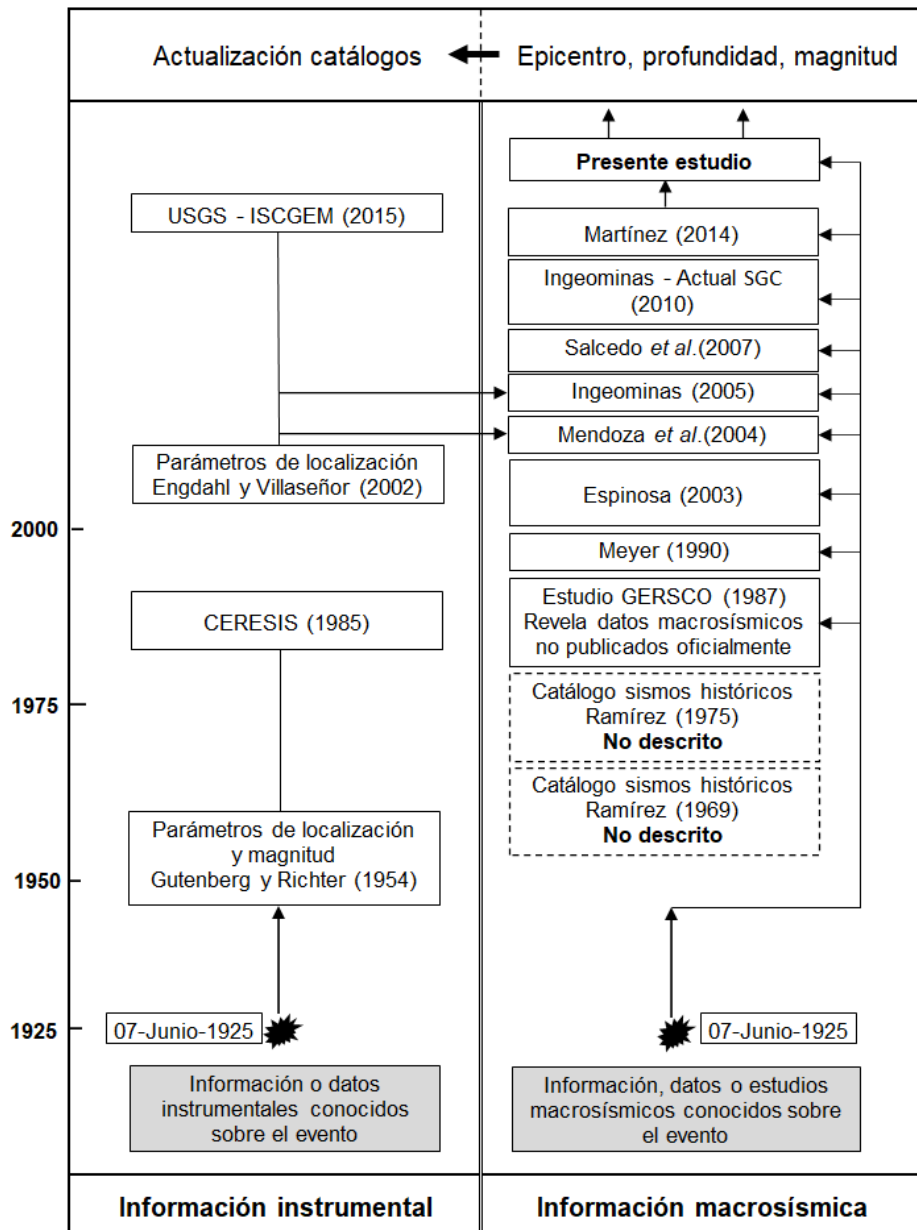 Actualización catálogos
Epicentro, profundidad, magnitud
Presente estudio
USGS - ISCGEM (2015)
Martínez (2014)
Ingeominas - Actual SGC
(2010)
Salcedo et al.(2007)
Ingeominas (2005)
Mendoza et al.(2004)
Parámetros de localización
Engdahl y Villaseñor (2002)
Espinosa (2003)
2000
Meyer (1990)
Estudio GERSCO (1987)
Revela datos macrosísmicos
no publicados oficialmente
CERESIS (1985)
Catálogo sismos históricos
Ramírez (1975)
No descrito
1975
Catálogo sismos históricos
Ramírez (1969)
No descrito
Parámetros de localización
y magnitud
Gutenberg y Richter (1954)
1950
1925
07-Junio-1925
07-Junio-1925
Información o datos
instrumentales conocidos
sobre el evento
Información, datos o estudios
macrosísmicos conocidos sobre
el evento
Información instrumental
Información macrosísmica